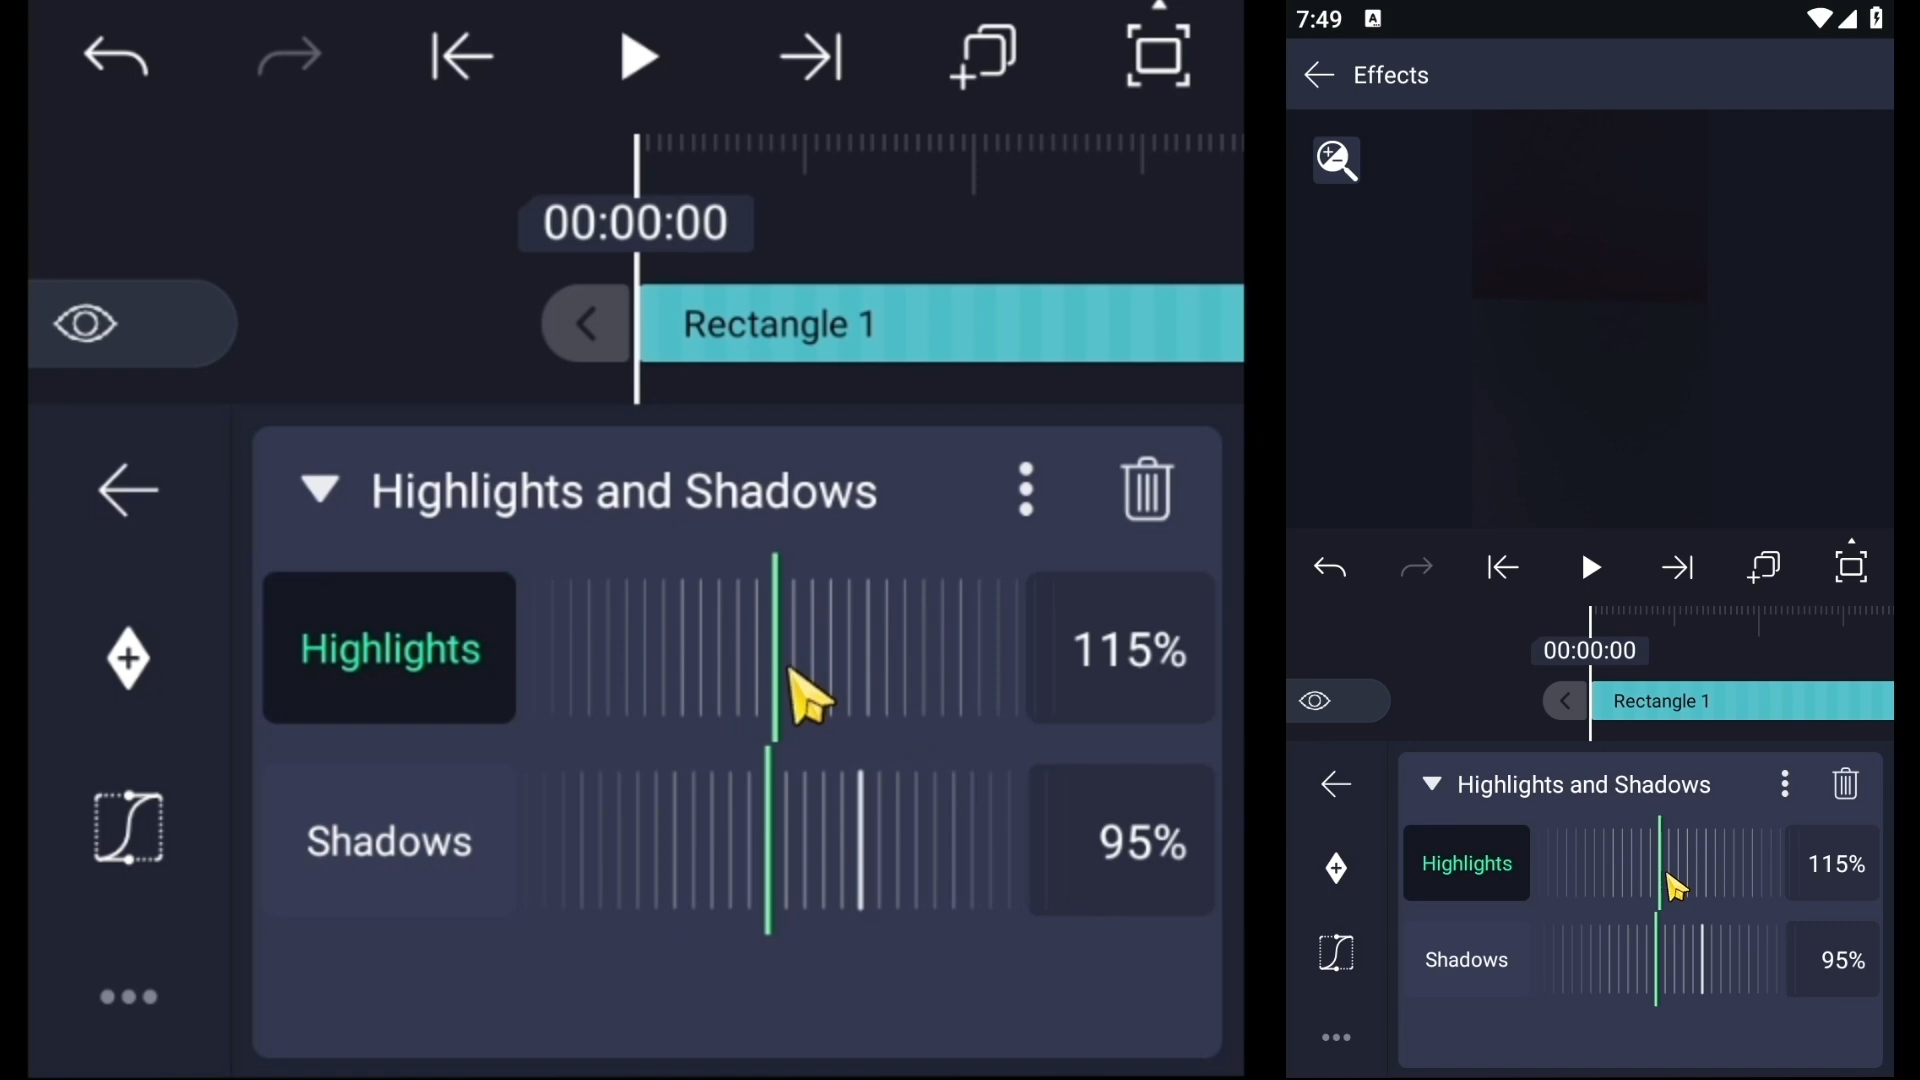 00:00:00
Rectangle 1
Highlights and Shadows
Highlights
115%
Shadows
95%
7:49
A
Effects
00:00:00
Rectangle 1
Highlights and Shadows
Highlights
115%
Shadows
95%